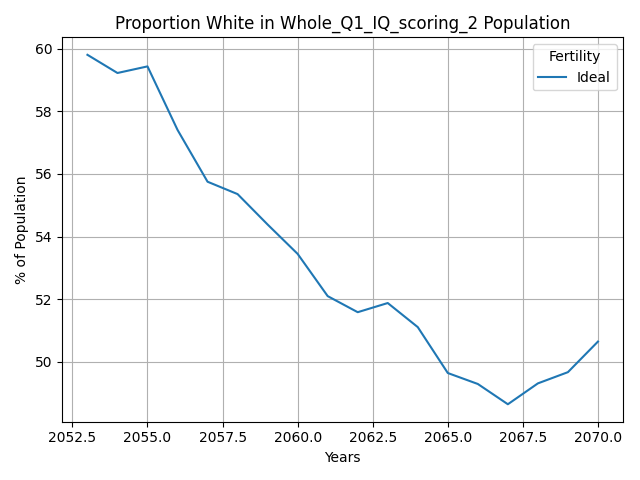 Proportion White in Whole_Q1_IQ_scoring_2 Population
Fertility
Ideal
% of Population
60
58
56
54
52
50
2052.5 2055.0 2057.5 2060.0 2062.5 2065.0 2067.5 2070.0
Years